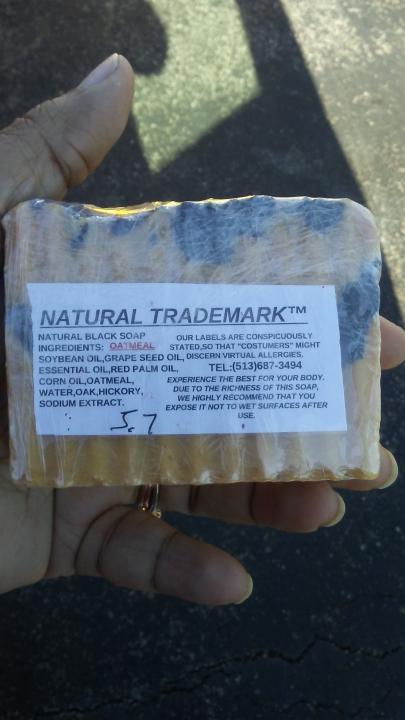 NATURAL TRADEMARK™
NATURAL BLACK SOAP
INGREDIENTS: OATMEAL
SOYBEAN OIL,GRAPE SEED OIL,
ESSENTIAL OIL,RED PALM OIL,
CORN OIL,OATMEAL,
WATER,OAK,HICKORY,
SODIUM EXTRACT.
5.7
OUR LABELS ARE CONSPICUOUSLY
STATED,SO THAT "COSTUMERS" MIGHT
DISCERN VIRTUAL ALLERGIES.
TEL:(513)687-3494
EXPERIENCE THE BEST FOR YOUR BODY.
DUE TO THE RICHNESS OF THIS SOAP,
WE HIGHLY RECOMMEND THAT YOU
EXPOSE IT NOT TO WET SURFACES AFTER
USE.